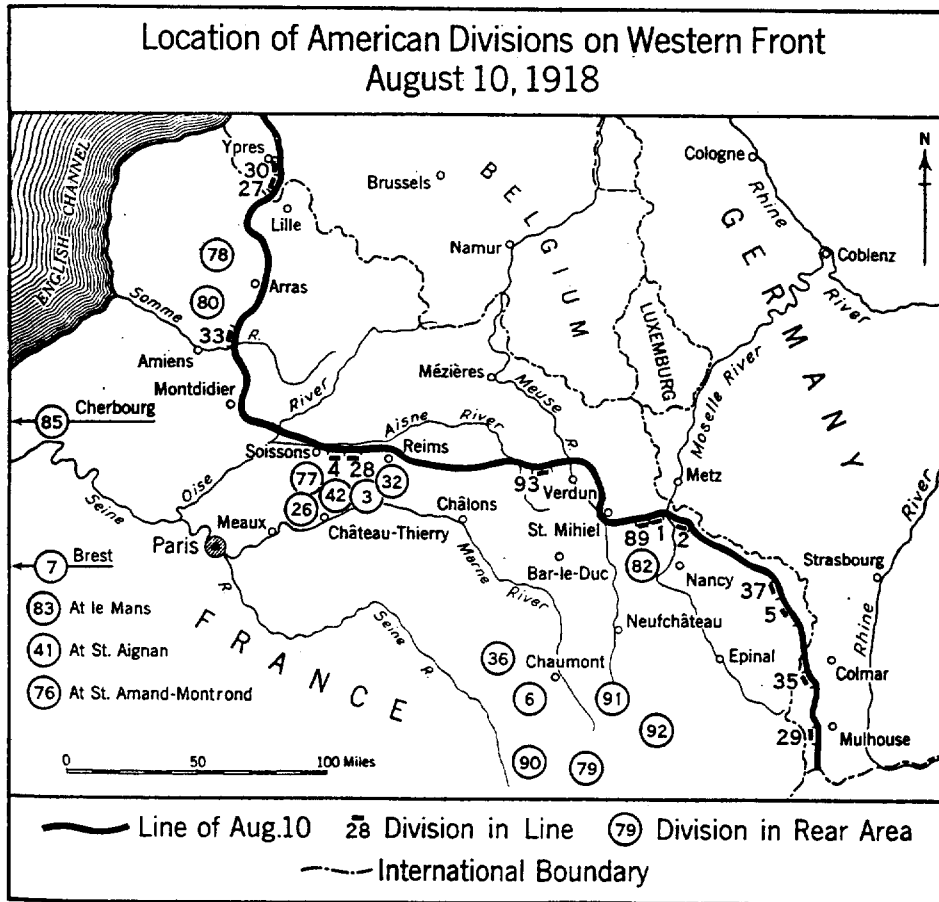 Location of American Divisions on Western Front
August 10, 1918
ENGLISH CHANNEL
Ypres
30
27
Lille
Brussels
BELGIUM
Cologne
Rhine
River
N
GERMANY
Namur
Coblenz
78
Arras
80
Somme
R.
33
Amiens
LUXEMBURG
Moselle River
Montdidier
Mézières
Meuse
R.
85
Cherbourg
Oise
River
Aisne
River
Soissons
Reims
4
28
77
42
3
32
26
93
Verdun
Metz
Seine
Meaux
Château-Thierry
Châlons
St. Mihiel
89
1
2
Paris
7
Brest
Marne
River
Bar-le-Duc
82
Nancy
Strasbourg
Rhine
River
37
5
83 At le Mans
R.
Seine
R.
FRANCE
Neufchâteau
41 At St. Aignan
36
Chaumont
Epinal
Colmar
35
76 At St. Amand-Montrond
6
91
92
29
Mulhouse
0 50 100 Miles
90
79
Line of Aug.10
28 Division in Line
79 Division in Rear Area
International Boundary